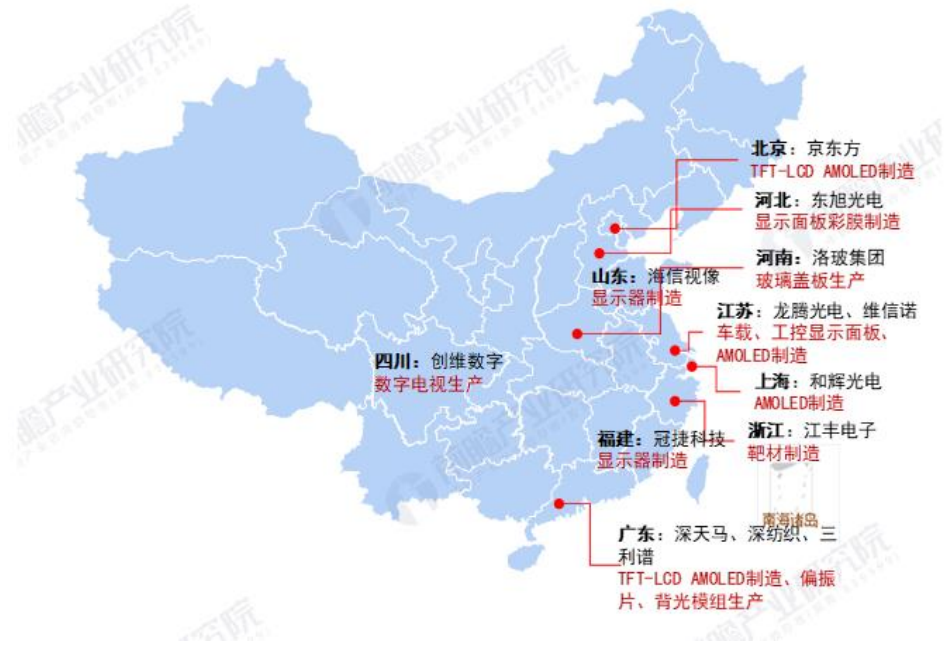 北京：京东方
TFT-LCD AMOLED制造
河北：东旭光电
显示面板彩膜制造
河南：洛玻集团
玻璃盖板生产
山东：海信视像
显示器制造
江苏：龙腾光电、维信诺
车载、工控显示面板、
AMOLED制造
四川：创维数字
数字电视生产
上海：和辉光电
AMOLED制造
浙江：江丰电子
靶材制造
福建：冠捷科技
显示器制造
南海诸岛
广东：深天马、深纺织、三
利谱
TFT-LCD AMOLED制造、偏振
片、背光模组生产
前瞻产业研究院